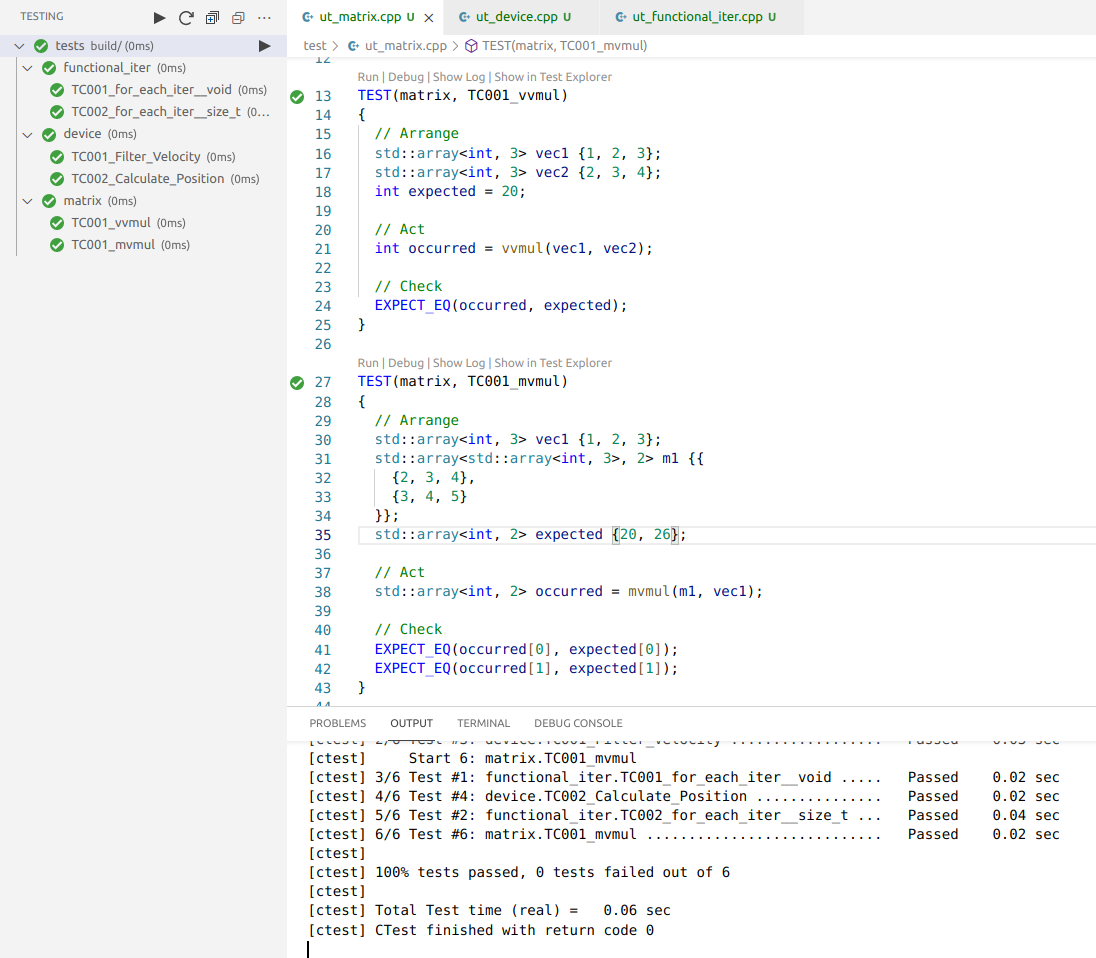 TESTING
tests build/ (0ms)
functional_iter (0ms)
TC001_for_each_iter__void (0ms)
TC002_for_each_iter__size_t (0...
device (0ms)
TC001_Filter_Velocity (0ms)
TC002_Calculate_Position (0ms)
matrix (0ms)
TC001_vvmul (0ms)
TC001_mvmul (0ms)
ut_matrix.cpp U
ut_device.cpp U
ut_functional_iter.cpp U
test > ut_matrix.cpp > TEST(matrix, TC001_mvmul)
12
Run | Debug | Show Log | Show in Test Explorer
13 TEST(matrix, TC001_vvmul)
14 {
15 // Arrange
16 std::array<int, 3> vec1 {1, 2, 3};
17 std::array<int, 3> vec2 {2, 3, 4};
18 int expected = 20;
19
20 // Act
21 int occurred = vvmul(vec1, vec2);
22
23 // Check
24 EXPECT_EQ(occurred, expected);
25 }
26
Run | Debug | Show Log | Show in Test Explorer
27 TEST(matrix, TC001_mvmul)
28 {
29 // Arrange
30 std::array<int, 3> vec1 {1, 2, 3};
31 std::array<std::array<int, 3>, 2> m1 {{
32 {2, 3, 4},
33 {3, 4, 5}
34 }};
35 std::array<int, 2> expected {20, 26};
36
37 // Act
38 std::array<int, 2> occurred = mvmul(m1, vec1);
39
40 // Check
41 EXPECT_EQ(occurred[0], expected[0]);
42 EXPECT_EQ(occurred[1], expected[1]);
43 }
44
PROBLEMS OUTPUT TERMINAL DEBUG CONSOLE
[ctest] 2/6 Test #3: device.TC001_Filter_Velocity .................. Passed 0.03 sec
[ctest] Start 6: matrix.TC001_mvmul
[ctest] 3/6 Test #1: functional_iter.TC001_for_each_iter__void ..... Passed 0.02 sec
[ctest] 4/6 Test #4: device.TC002_Calculate_Position ............... Passed 0.02 sec
[ctest] 5/6 Test #2: functional_iter.TC002_for_each_iter__size_t ... Passed 0.04 sec
[ctest] 6/6 Test #6: matrix.TC001_mvmul ............................ Passed 0.02 sec
[ctest]
[ctest] 100% tests passed, 0 tests failed out of 6
[ctest]
[ctest] Total Test time (real) = 0.06 sec
[ctest] CTest finished with return code 0